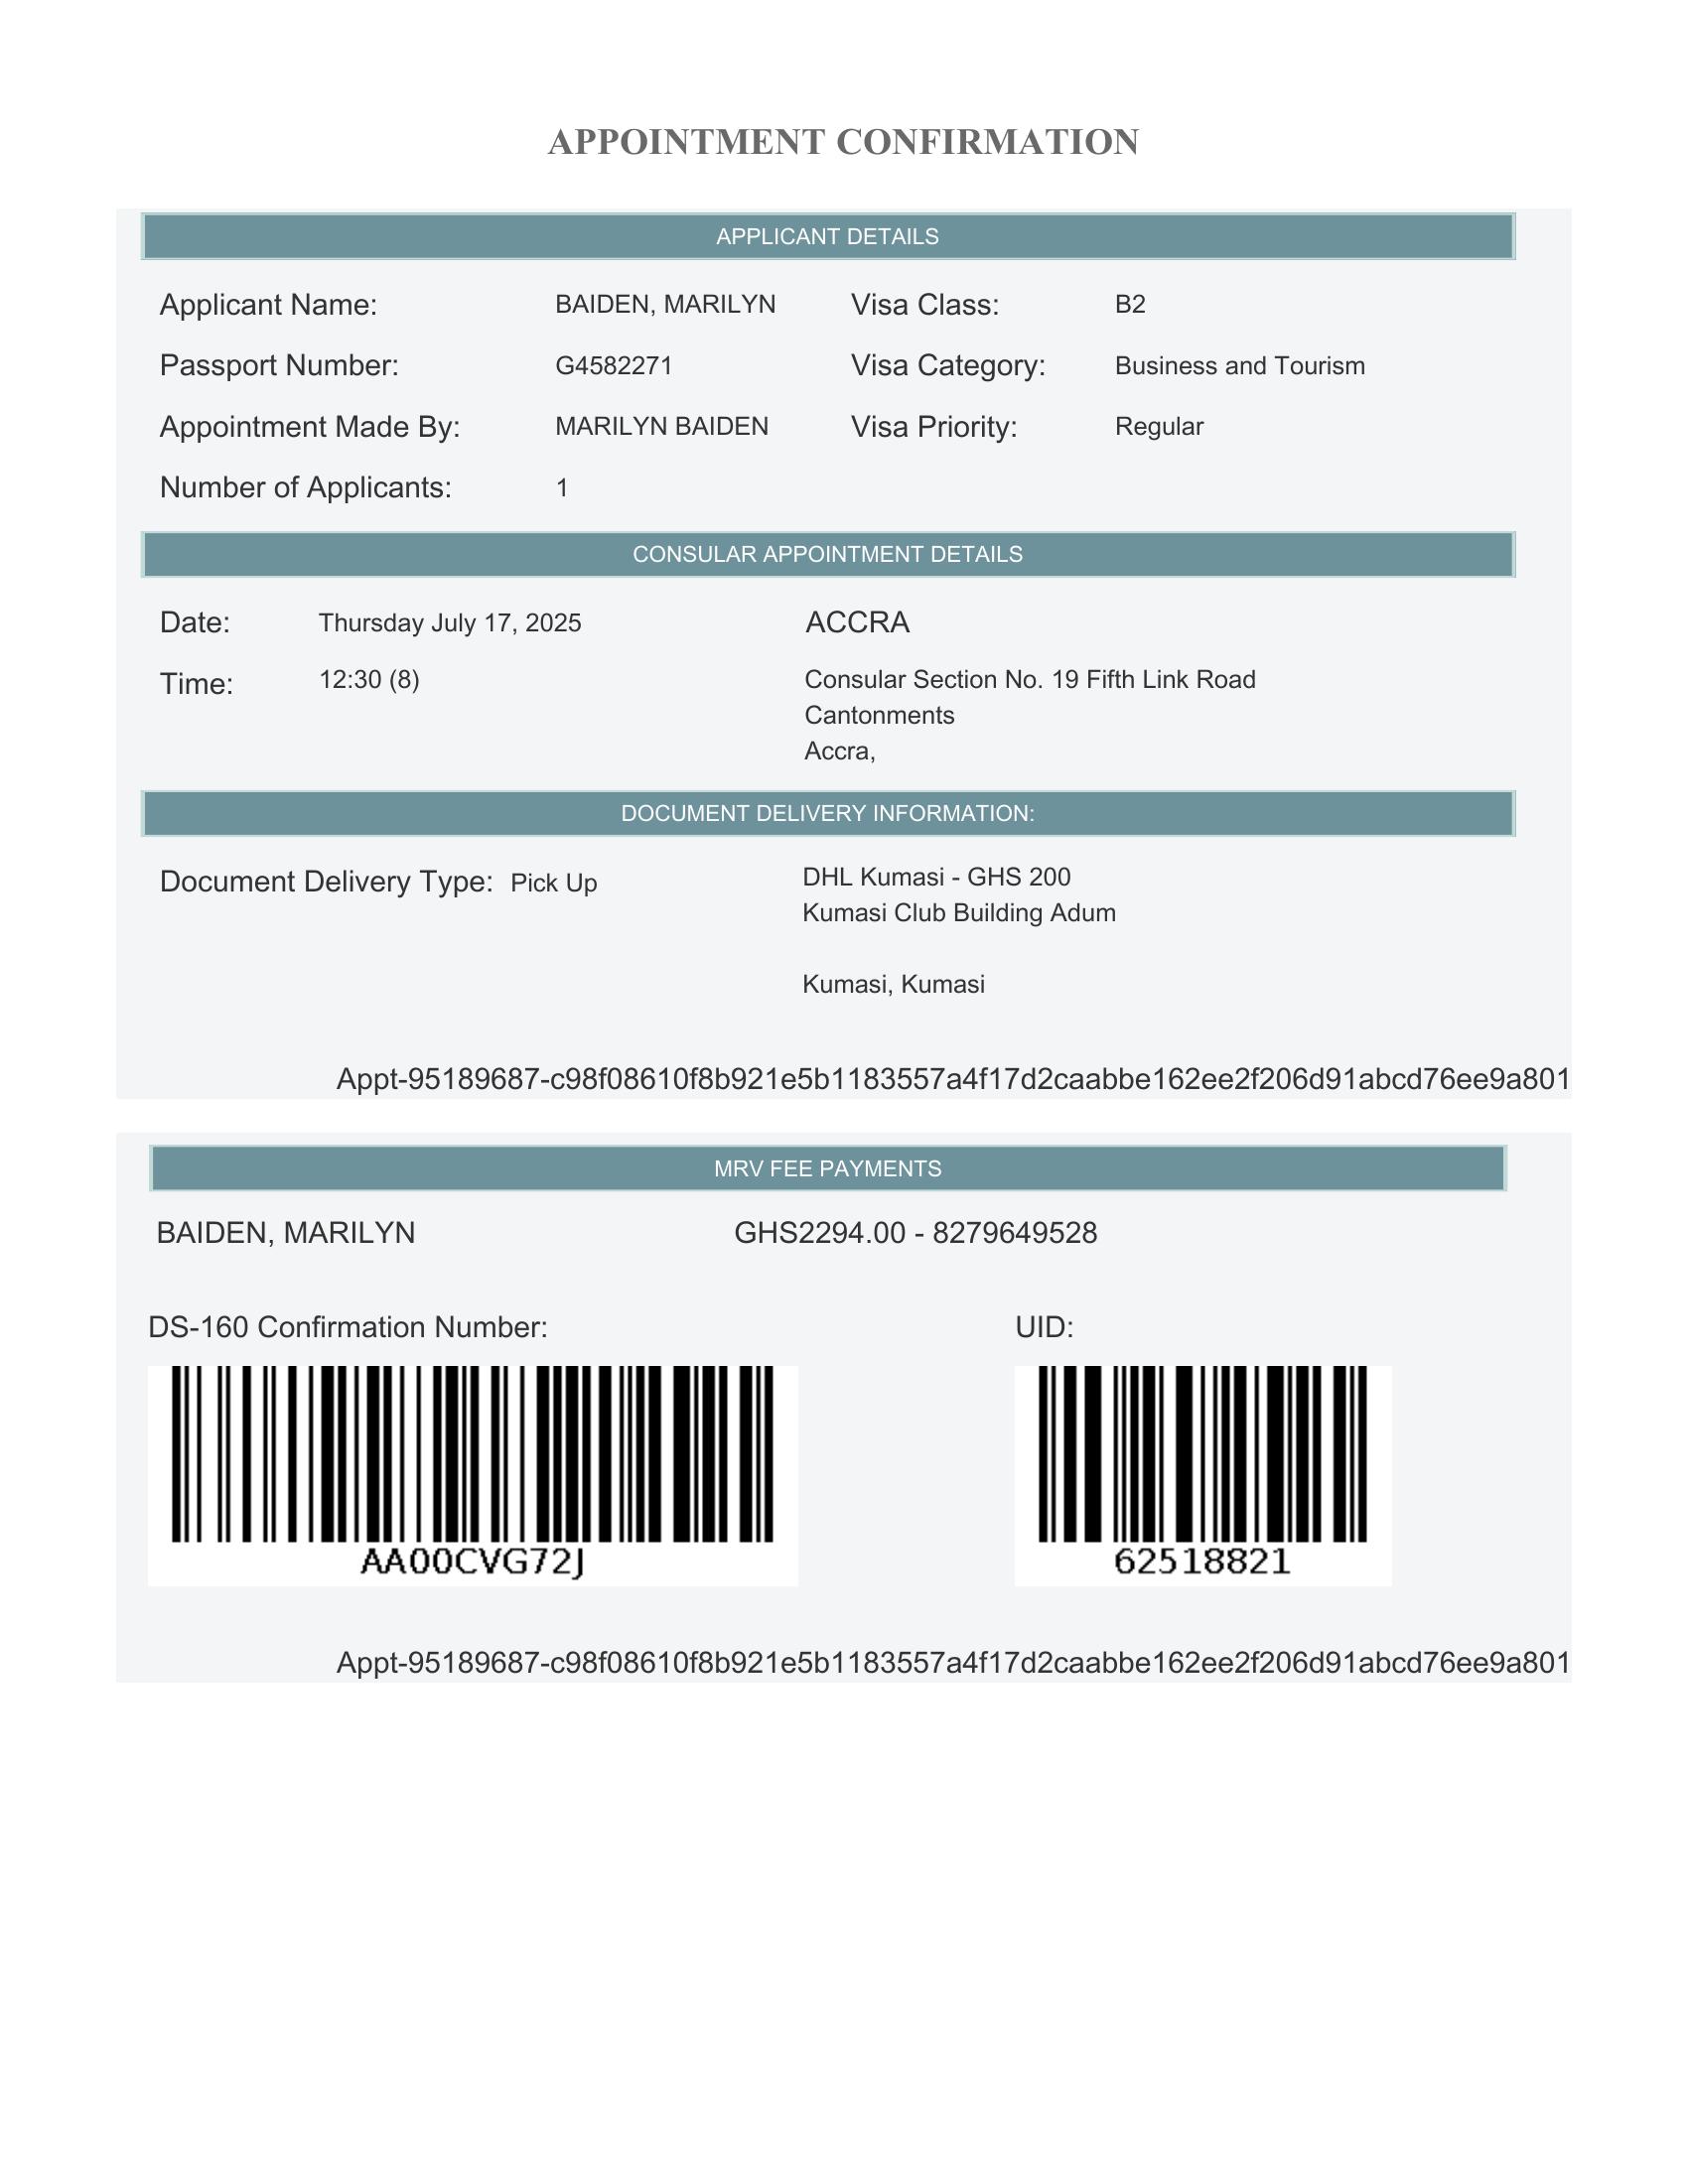 APPOINTMENT CONFIRMATION
APPLICANT DETAILS
Applicant Name: BAIDEN, MARILYN Visa Class: B2
Passport Number: G4582271 Visa Category: Business and Tourism
Appointment Made By: MARILYN BAIDEN Visa Priority: Regular
Number of Applicants: 1
CONSULAR APPOINTMENT DETAILS
Date: Thursday July 17, 2025 ACCRA
Time: 12:30 (8) Consular Section No. 19 Fifth Link Road
Cantonments
Accra,
DOCUMENT DELIVERY INFORMATION:
Document Delivery Type: Pick Up DHL Kumasi - GHS 200
Kumasi Club Building Adum
Kumasi, Kumasi
Appt-95189687-c98f08610f8b921e5b1183557a4f17d2caabbe162ee2f206d91abcd76ee9a801
MRV FEE PAYMENTS
BAIDEN, MARILYN GHS2294.00 - 8279649528
DS-160 Confirmation Number: UID:
AA00CVG72J 62518821
Appt-95189687-c98f08610f8b921e5b1183557a4f17d2caabbe162ee2f206d91abcd76ee9a801